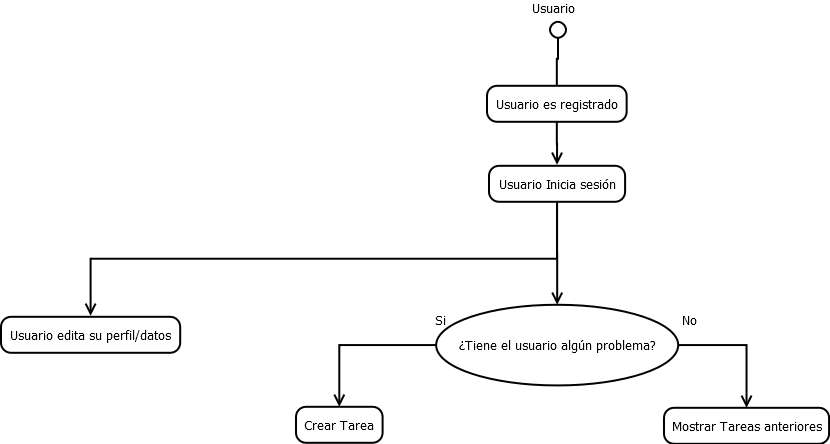 Usuario
Usuario es registrado
Usuario Inicia sesión
Usuario edita su perfil/datos
Si
No
¿Tiene el usuario algún problema?
Crear Tarea
Mostrar Tareas anteriores